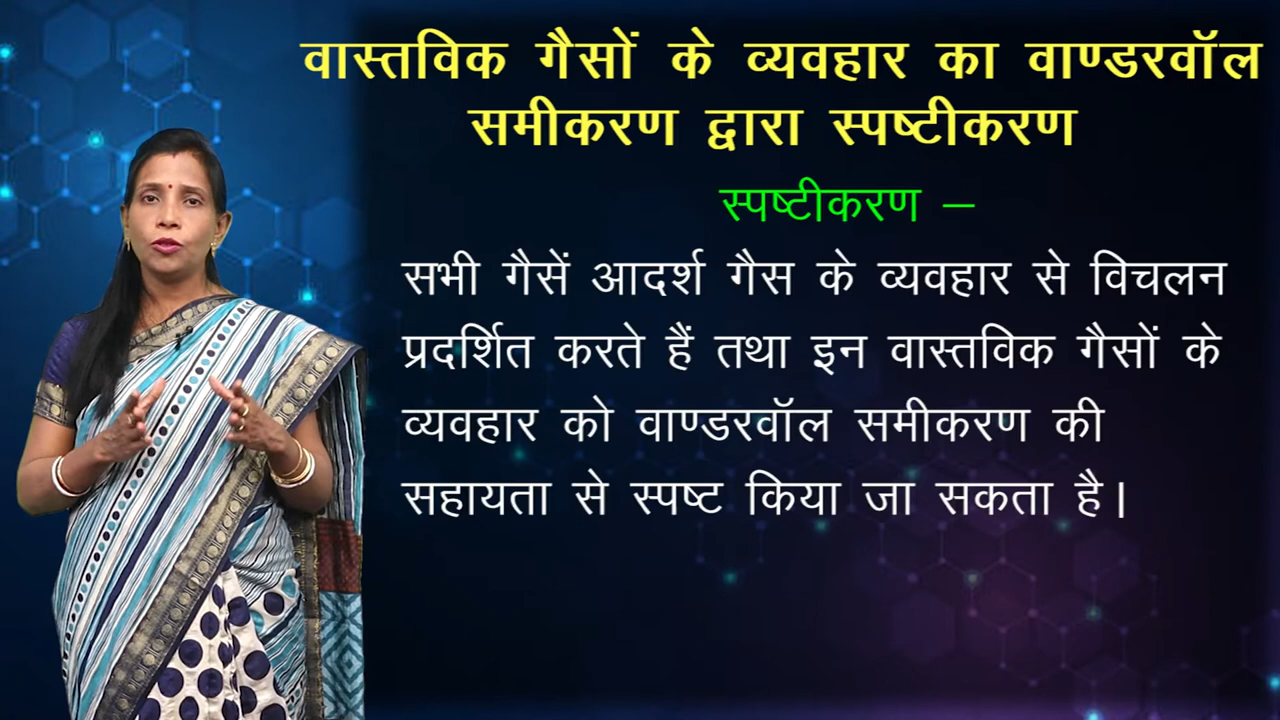 वास्तविक गैसों के व्यवहार का वाण्डरवॉल
समीकरण द्वारा स्पष्टीकरण
स्पष्टीकरण –
सभी गैसें आदर्श गैस के व्यवहार से विचलन
प्रदर्शित करते हैं तथा इन वास्तविक गैसों के
व्यवहार को वाण्डरवॉल समीकरण की
सहायता से स्पष्ट किया जा सकता है।